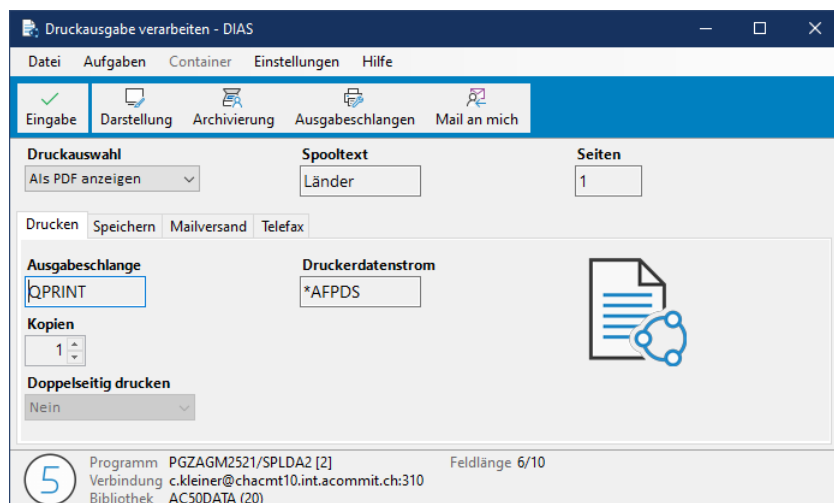 Druckausgabe verarbeiten - DIAS
Datei Aufgaben Container Einstellungen Hilfe
Eingabe Darstellung Archivierung Ausgabeschlangen Mail an mich
Druckauswahl Spooltext Seiten
Als PDF anzeigen Länder 1
Drucken Speichern Mailversand Telefax
Ausgabeschlange Druckerdatenstrom
QPRINT *AFPDS
Kopien
1
Doppelseitig drucken
Nein
5
Programm PGZAGM2521/SPLDA2 [2] Feldlänge 6/10
Verbindung c.kleiner@chacmt10.int.acommit.ch:310
Bibliothek AC50DATA (20)